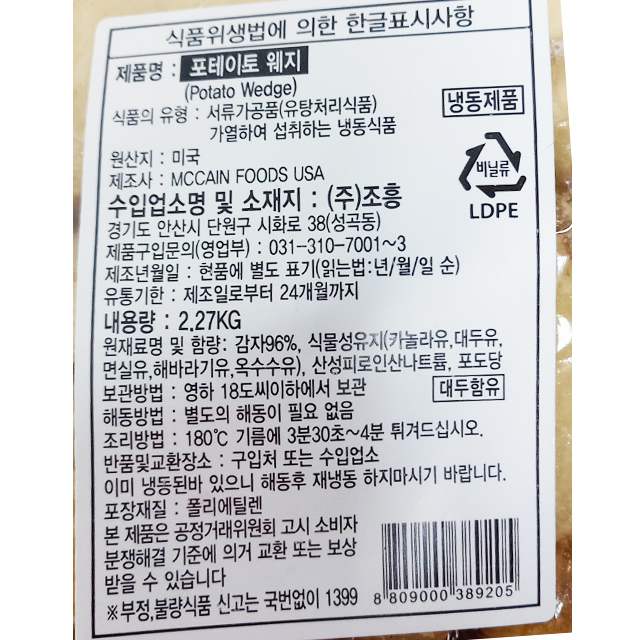 식품위생법에 의한 한글표시사항
제품명 : 포테이토 웨지
(Potato Wedge)
식품의 유형 : 서류가공품(유탕처리식품)
가열하여 섭취하는 냉동식품
냉동제품
원산지 : 미국
제조사 : MCCAIN FOODS USA
비닐류
LDPE
수입업소명 및 소재지 : (주)조흥
경기도 안산시 단원구 시화로 38(성곡동)
제품구입문의(영업부) : 031-310-7001~3
제조년월일 : 현품에 별도 표기(읽는법:년/월/일 순)
유통기한 : 제조일로부터 24개월까지
내용량 : 2.27KG
원재료명 및 함량: 감자96%, 식물성유지(카놀라유,대두유,
면실유,해바라기유,옥수수유), 산성피로인산나트륨, 포도당
보관방법 : 영하 18도씨이하에서 보관
대두함유
해동방법 : 별도의 해동이 필요 없음
조리방법 : 180℃ 기름에 3분30초~4분 튀겨드십시오.
반품및교환장소 : 구입처 또는 수입업소
이미 냉동된바 있으니 해동후 재냉동 하지마시기 바랍니다.
포장재질 : 폴리에틸렌
본 제품은 공정거래위원회 고시 소비자
분쟁해결 기준에 의거 교환 또는 보상
받을 수 있습니다
※부정,불량식품 신고는 국번없이 1399
8 809000 389205